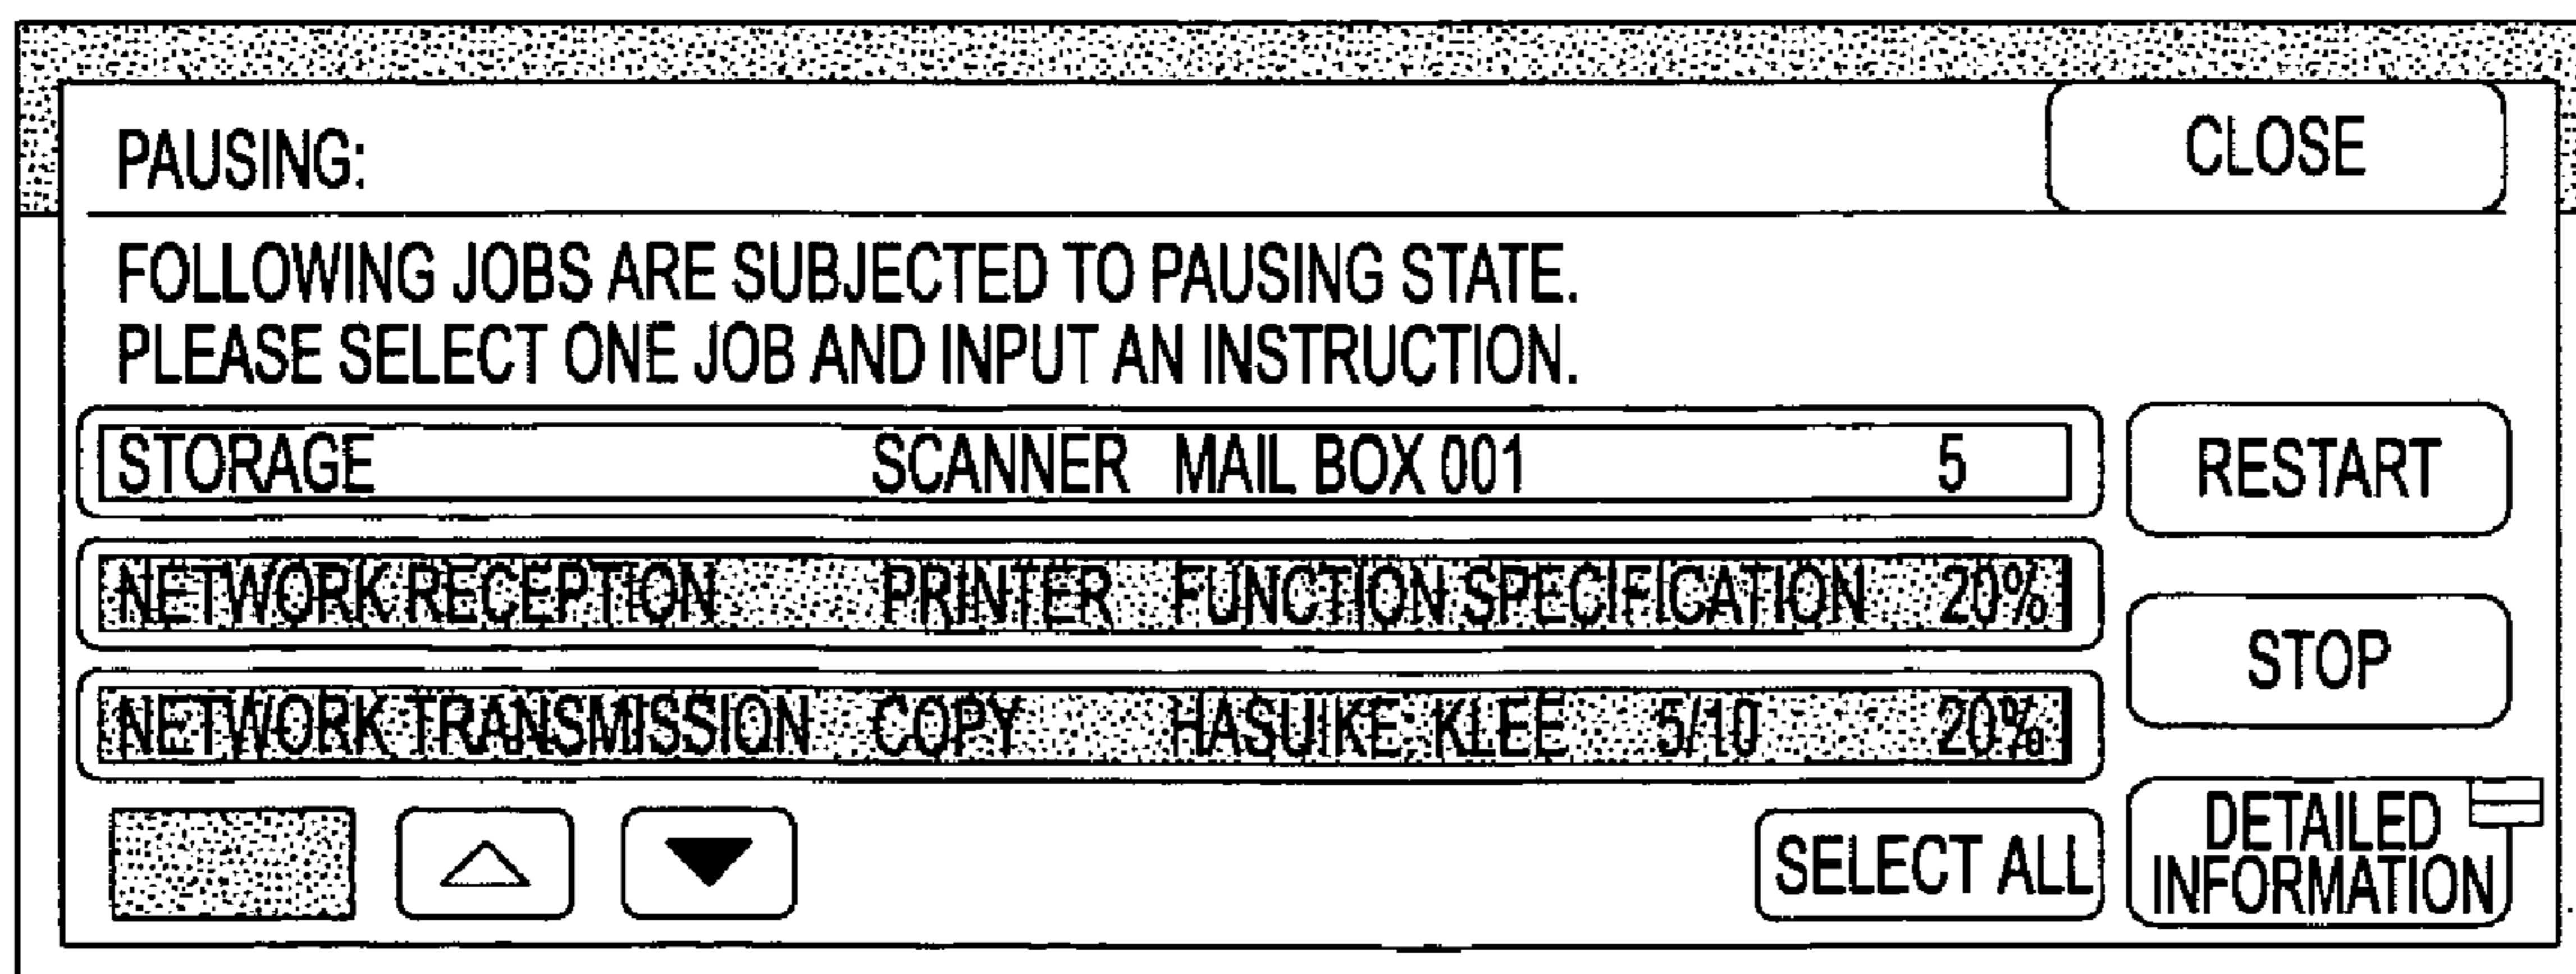 PAUSING: CLOSE
FOLLOWING JOBS ARE SUBJECTED TO PAUSING STATE.
PLEASE SELECT ONE JOB AND INPUT AN INSTRUCTION.
STORAGE SCANNER MAIL BOX 001 5
RESTART
NETWORK RECEPTION PRINTER FUNCTION SPECIFICATION 20%
STOP
NETWORK TRANSMISSION COPY HASUIKE, KLEE 5/10 20%
SELECT ALL
DETAILED
INFORMATION